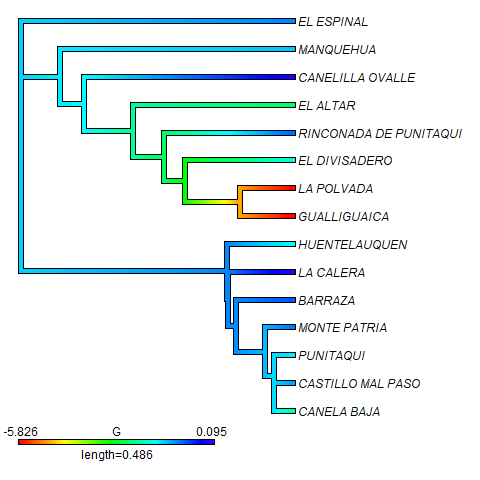 EL ESPINAL
MANQUEHUA
CANELILLA OVALLE
EL ALTAR
RINCONADA DE PUNITAQUI
EL DIVISADERO
LA POLVADA
GUALLIGUAICA
HUENTELAUQUEN
LA CALERA
BARRAZA
MONTE PATRIA
PUNITAQUI
CASTILLO MAL PASO
CANELA BAJA
-5.826 G 0.095
length=0.486